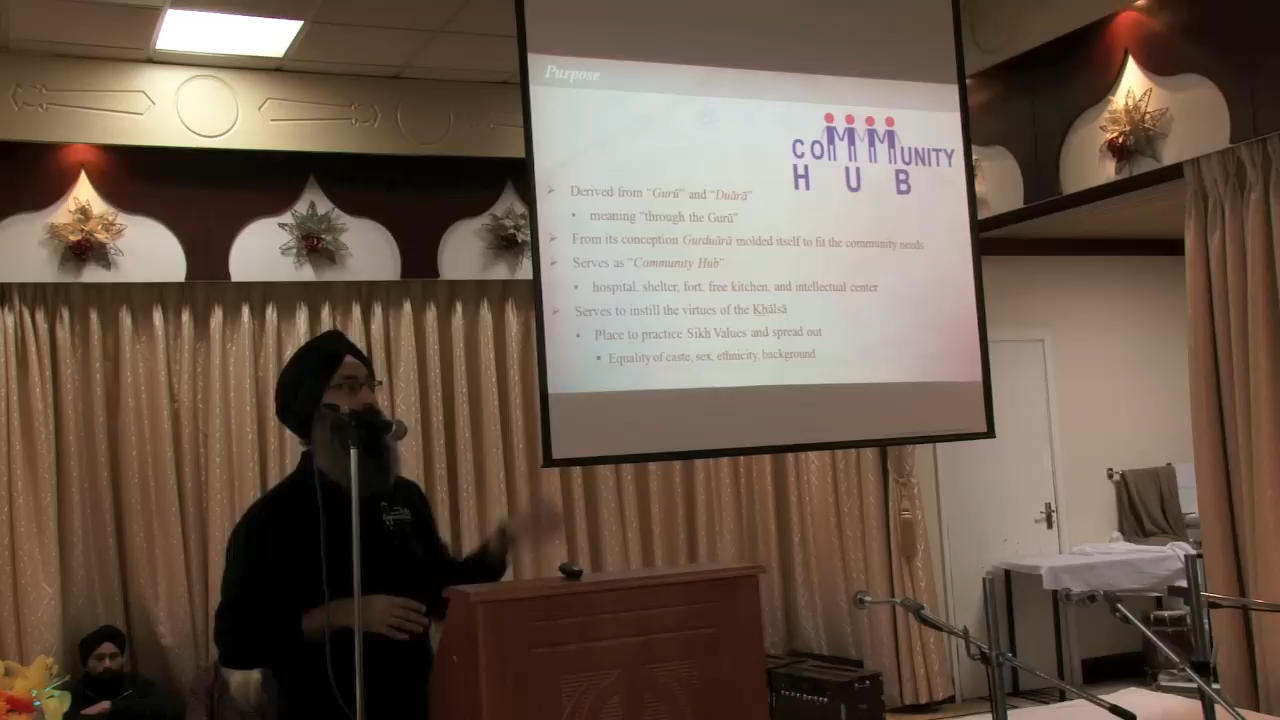 Purpose
COMMUNITY
HUB
Derived from "Gurū" and "Duārā"
meaning "through the Gurū"
From its conception Gurduārā molded itself to fit the community needs
Serves as "Community Hub"
hospital, shelter, fort, free kitchen, and intellectual center
Serves to instill the virtues of the Khālsā
Place to practice Sikh Values and spread out
Equality of caste, sex, ethnicity, background